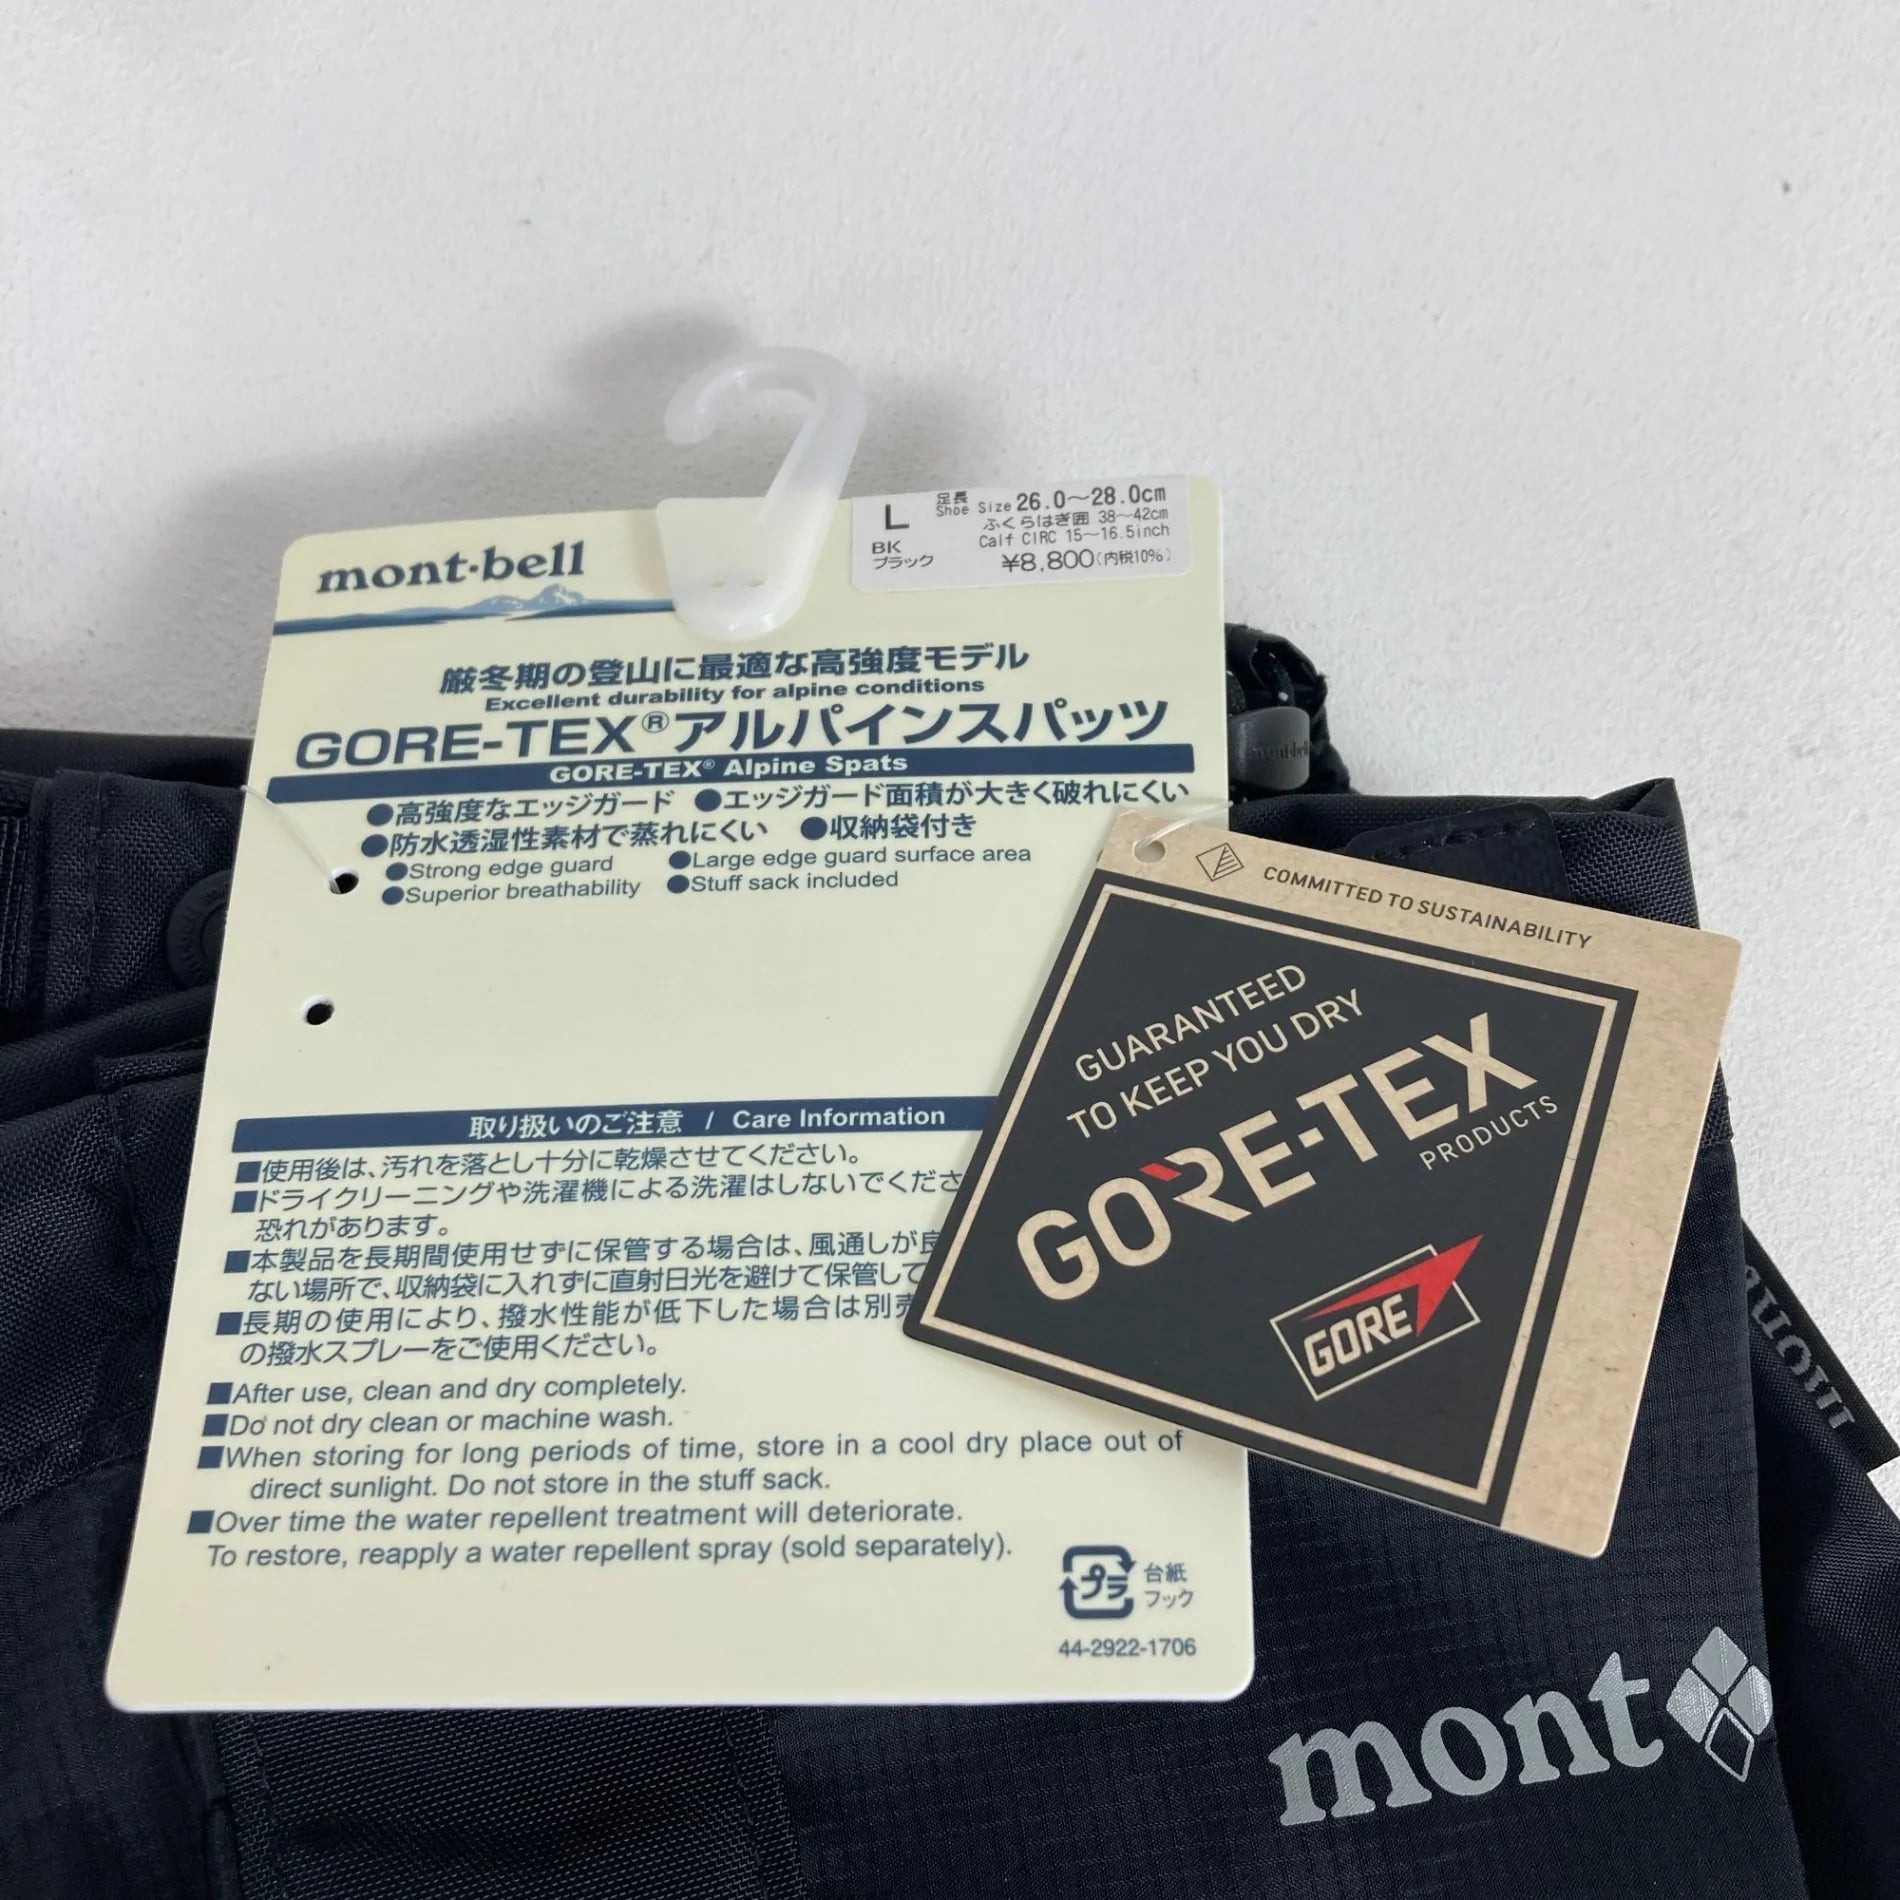 mont-bell
L
BK
ブラック
足長
Shoe Size 26.0～28.0cm
ふくらはぎ囲 38～42cm
Calf CIRC 15～16.5inch
¥8,800(内税10%)
厳冬期の登山に最適な高強度モデル
Excellent durability for alpine conditions
GORE-TEX®アルパインスパッツ
GORE-TEX® Alpine Spats
●高強度なエッジガード ●エッジガード面積が大きく破れにくい
●防水透湿性素材で蒸れにくい ●収納袋付き
●Strong edge guard ●Large edge guard surface area
●Superior breathability ●Stuff sack included
取り扱いのご注意 / Care Information
■使用後は、汚れを落とし十分に乾燥させてください。
■ドライクリーニングや洗濯機による洗濯はしないでくださ
恐れがあります。
■本製品を長期間使用せずに保管する場合は、風通しが良
ない場所で、収納袋に入れずに直射日光を避けて保管して
■長期の使用により、撥水性能が低下した場合は別売
の撥水スプレーをご使用ください。
■After use, clean and dry completely.
■Do not dry clean or machine wash.
■When storing for long periods of time, store in a cool dry place out of
direct sunlight. Do not store in the stuff sack.
■Over time the water repellent treatment will deteriorate.
To restore, reapply a water repellent spray (sold separately).
プラ
台紙
フック
44-2922-1706
COMMITTED TO SUSTAINABILITY
GUARANTEED
TO KEEP YOU DRY
GORE-TEX
PRODUCTS
GORE
mont-bell
mont
mont